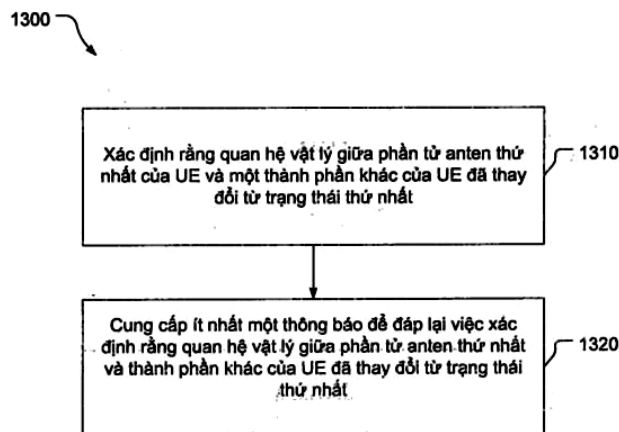 1300
Xác định rằng quan hệ vật lý giữa phần tử anten thứ
nhất của UE và một thành phần khác của UE đã thay
đổi từ trạng thái thứ nhất
1310
Cung cấp ít nhất một thông báo để đáp lại việc xác
định rằng quan hệ vật lý giữa phần tử anten thứ nhất
và thành phần khác của UE đã thay đổi từ trạng thái
thứ nhất
1320